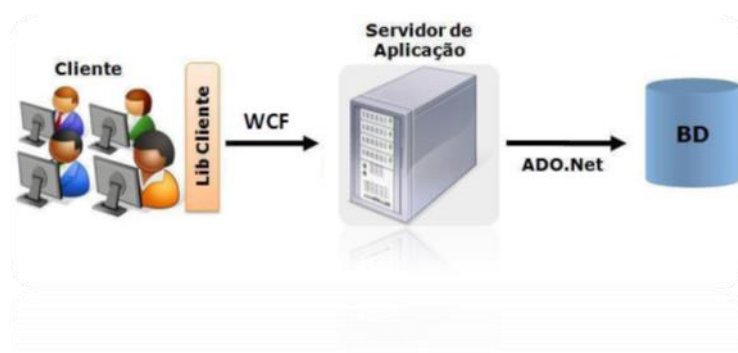 Cliente
Lib Cliente
WCF
Servidor de
Aplicação
ADO.Net
BD